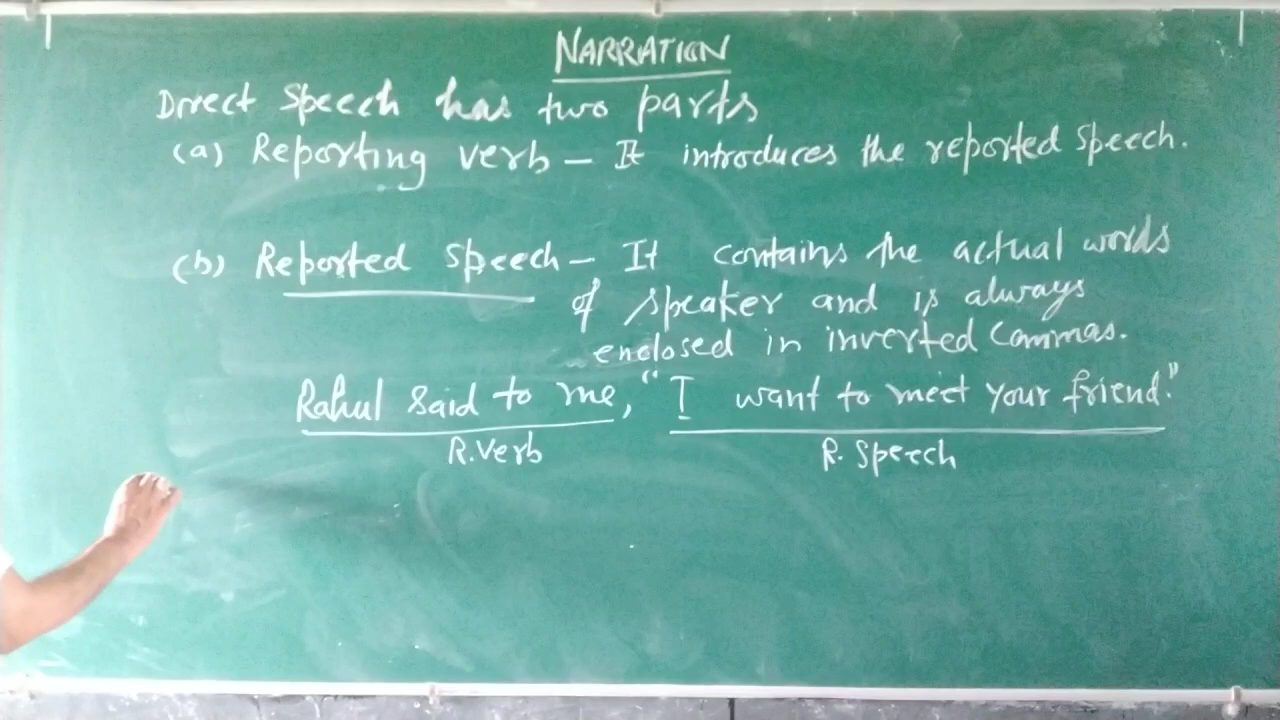 NARRATION
Direct speech has two parts
(a) Reporting verb – It introduces the reported speech.
(b) Reported speech – It contains the actual words
of speaker and is always
enclosed in inverted commas.
Rahul said to me, "I want to meet your friend."
R.Verb R. Speech